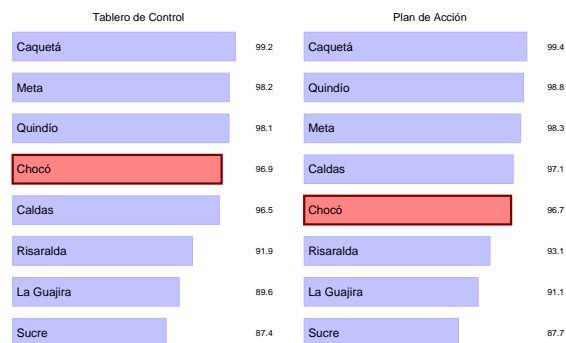 Tablero de Control
Caquetá 99.2
Meta 98.2
Quindío 98.1
Chocó 96.9
Caldas 96.5
Risaralda 91.9
La Guajira 89.6
Sucre 87.4
Plan de Acción
Caquetá 99.4
Quindío 98.8
Meta 98.3
Caldas 97.1
Chocó 96.7
Risaralda 93.1
La Guajira 91.1
Sucre 87.7